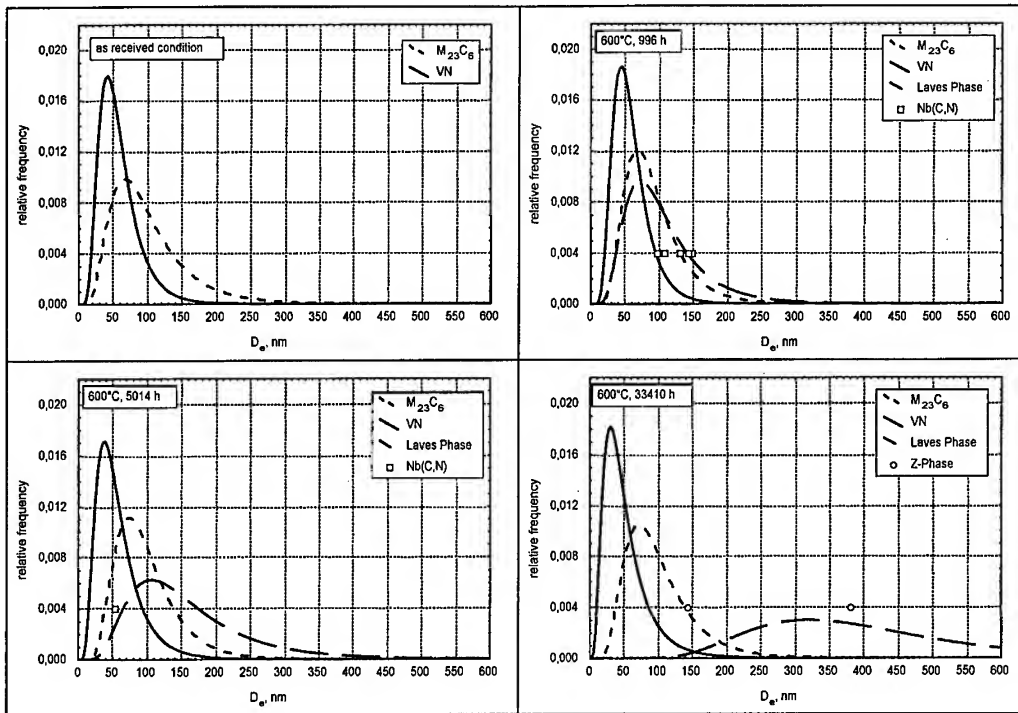 as received condition
M23C6
VN
0,020
0,016
0,012
0,008
0,004
0,000
relative frequency
0 50 100 150 200 250 300 350 400 450 500 550 600
De, nm
600°C, 996 h
M23C6
VN
Laves Phase
Nb(C,N)
0,020
0,016
0,012
0,008
0,004
0,000
relative frequency
0 50 100 150 200 250 300 350 400 450 500 550 600
De, nm
600°C, 5014 h
M23C6
VN
Laves Phase
Nb(C,N)
0,020
0,016
0,012
0,008
0,004
0,000
relative frequency
0 50 100 150 200 250 300 350 400 450 500 550 600
De, nm
600°C, 33410 h
M23C6
VN
Laves Phase
Z-Phase
0,020
0,016
0,012
0,008
0,004
0,000
relative frequency
0 50 100 150 200 250 300 350 400 450 500 550 600
De, nm